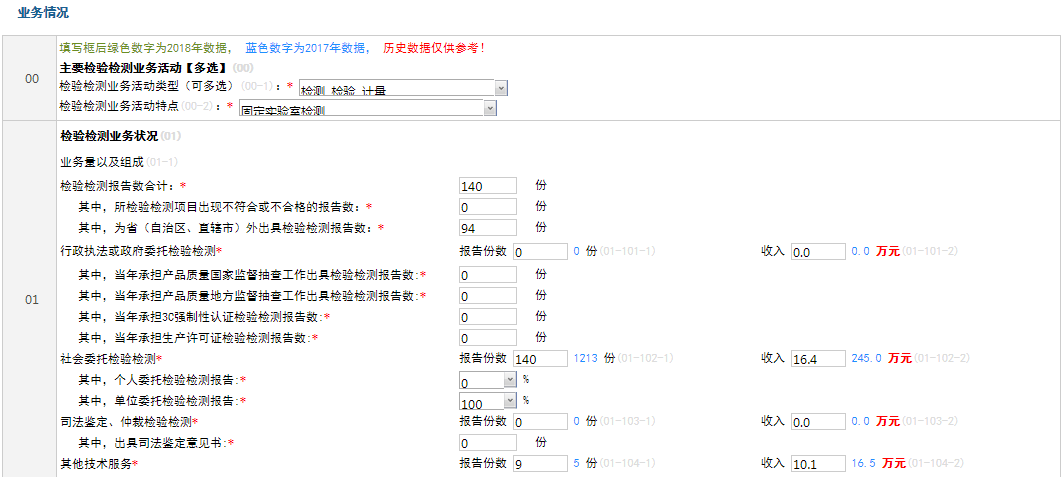 业务情况
填写框后绿色数字为2018年数据， 蓝色数字为2017年数据， 历史数据仅供参考！
00
主要检验检测业务活动【多选】(00)
检验检测业务活动类型（可多选）(00-1)：* 检测 检验 计量
检验检测业务活动特点(00-2)：* 固定实验室检测
01
检验检测业务状况(01)
业务量以及组成(01-1)
检验检测报告数合计：* 140 份
其中，所检验检测项目出现不符合或不合格的报告数：* 0 份
其中，为省（自治区、直辖市）外出具检验检测报告数：* 94 份
行政执法或政府委托检验检测* 报告份数 0 0 份(01-101-1) 收入 0.0 0.0 万元(01-101-2)
其中，当年承担产品质量国家监督抽查工作出具检验检测报告数:* 0 份
其中，当年承担产品质量地方监督抽查工作出具检验检测报告数:* 0 份
其中，当年承担3C强制性认证检验检测报告数:* 0 份
其中，当年承担生产许可证检验检测报告数:* 0 份
社会委托检验检测* 报告份数 140 1213 份(01-102-1) 收入 16.4 245.0 万元(01-102-2)
其中，个人委托检验检测报告:* 0 %
其中，单位委托检验检测报告:* 100 %
司法鉴定、仲裁检验检测* 报告份数 0 0 份(01-103-1) 收入 0.0 0.0 万元(01-103-2)
其中，出具司法鉴定意见书:* 0 份
其他技术服务* 报告份数 9 5 份(01-104-1) 收入 10.1 16.5 万元(01-104-2)